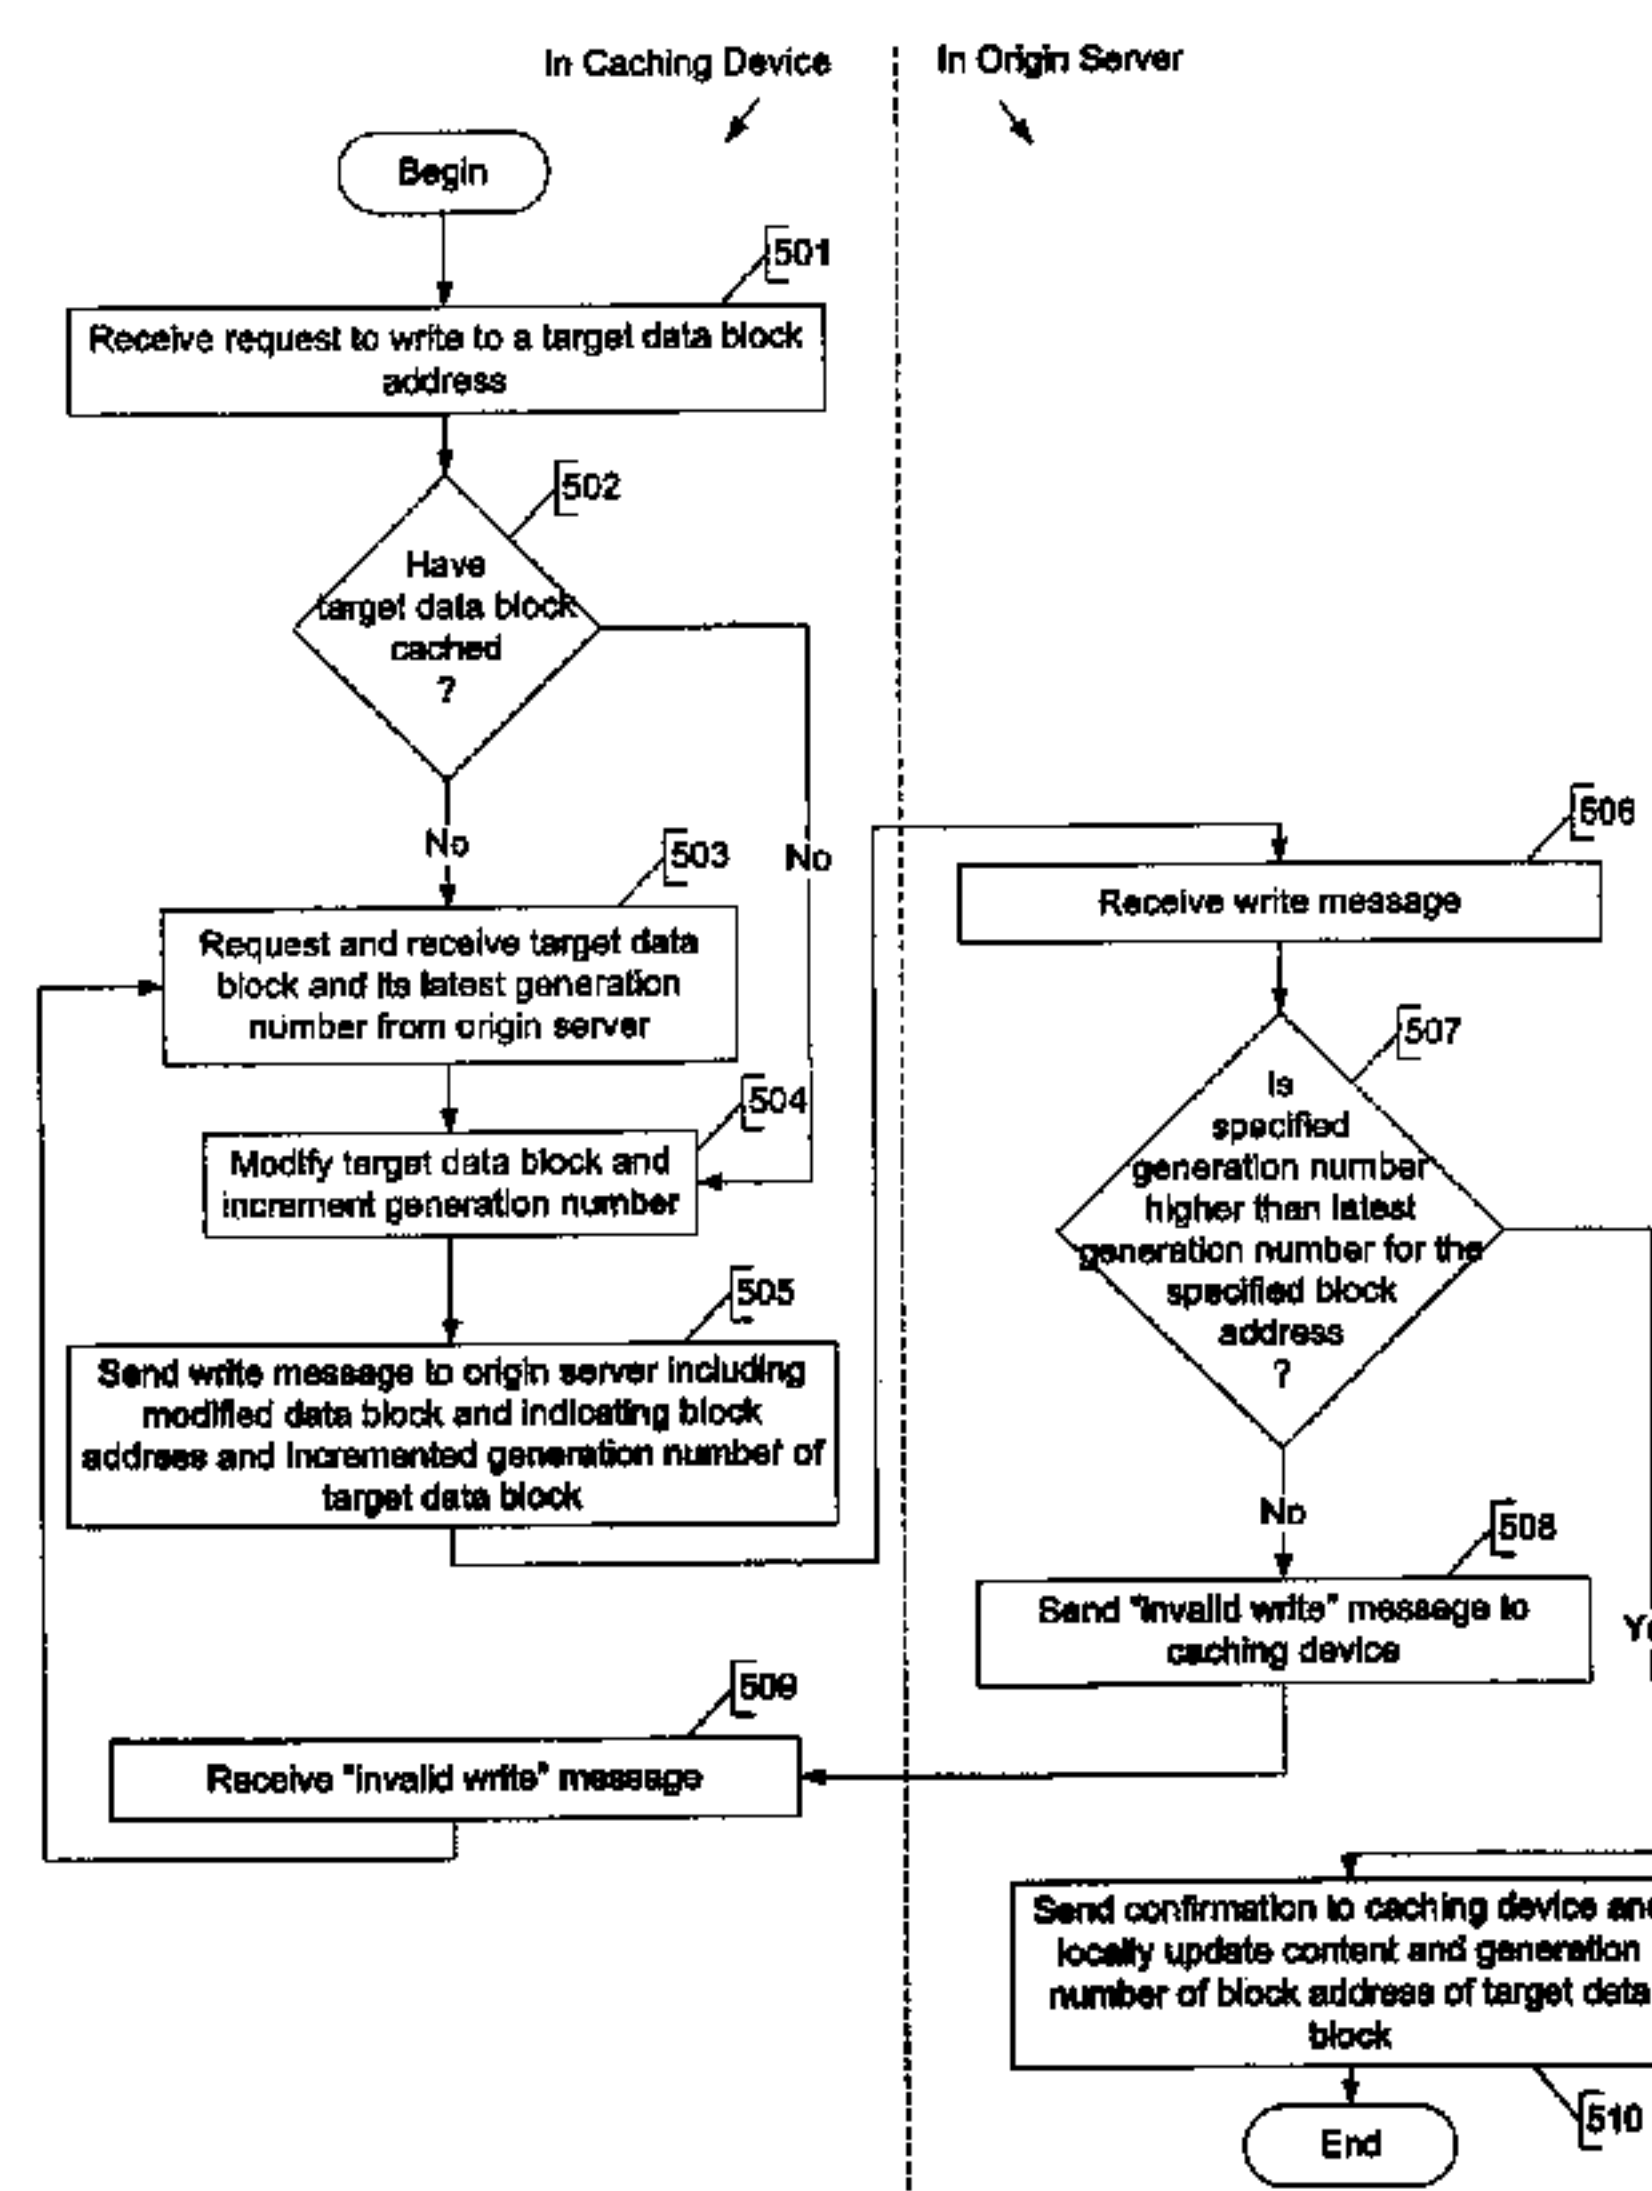 In Caching Device
In Origin Server
Begin
501
Receive request to write to a target data block
address
502
Have
target data block
cached
?
No
No
503
Request and receive target data
block and its latest generation
number from origin server
504
Modify target data block and
increment generation number
505
Send write message to origin server including
modified data block and indicating block
address and incremented generation number of
target data block
506
Receive write message
507
Is
specified
generation number
higher than latest
generation number for the
specified block
address
?
No
508
Send "invalid write" message to
caching device
509
Receive "invalid write" message
Send confirmation to caching device
locally update content and generation
number of block address of target data
block
510
End